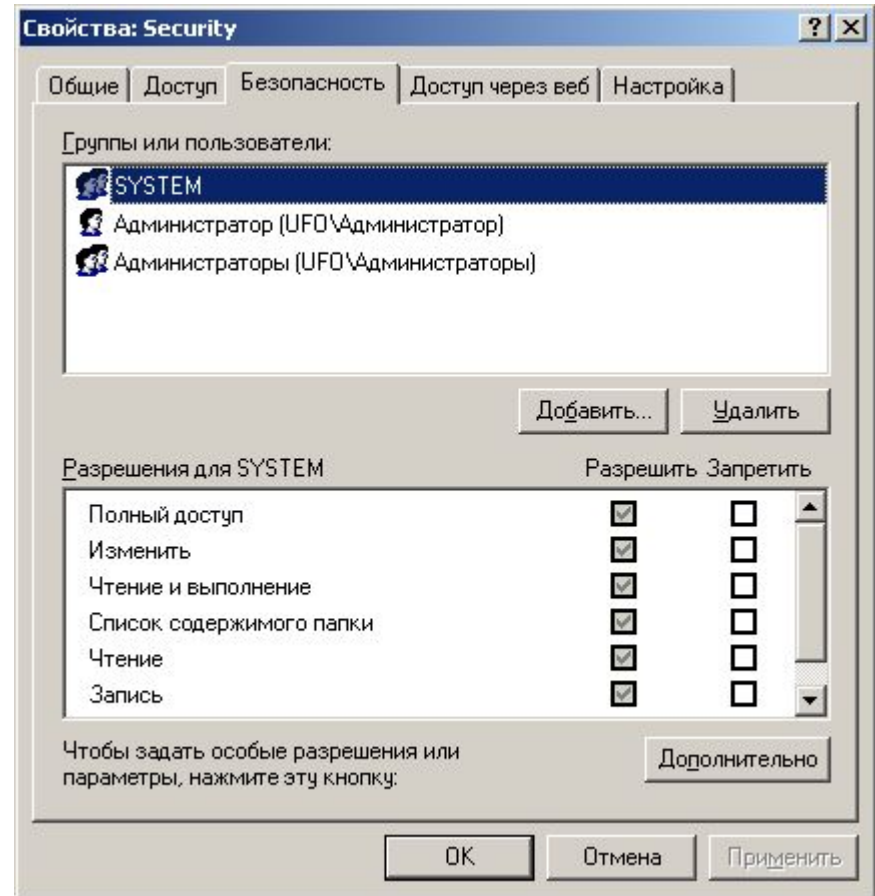 Свойства: Security
Общие Доступ Безопасность Доступ через веб Настройка
Группы или пользователи:
SYSTEM
Администратор (UFO\Администратор)
Администраторы (UFO\Администраторы)
Добавить... Удалить
Разрешения для SYSTEM Разрешить Запретить
Полный доступ
Изменить
Чтение и выполнение
Список содержимого папки
Чтение
Запись
Чтобы задать особые разрешения или
параметры, нажмите эту кнопку:
Дополнительно
OK Отмена Применить